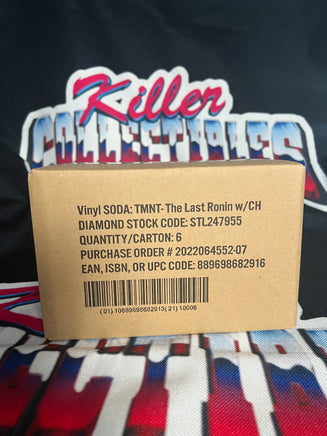 Killer
COLLECTIBLES
Vinyl SODA: TMNT- The Last Ronin w/CH
DIAMOND STOCK CODE: STL247955
QUANTITY/CARTON: 6
PURCHASE ORDER # 2022064552-07
EAN, ISBN, OR UPC CODE: 889698682916
(01) 10889698682913(21) 10006